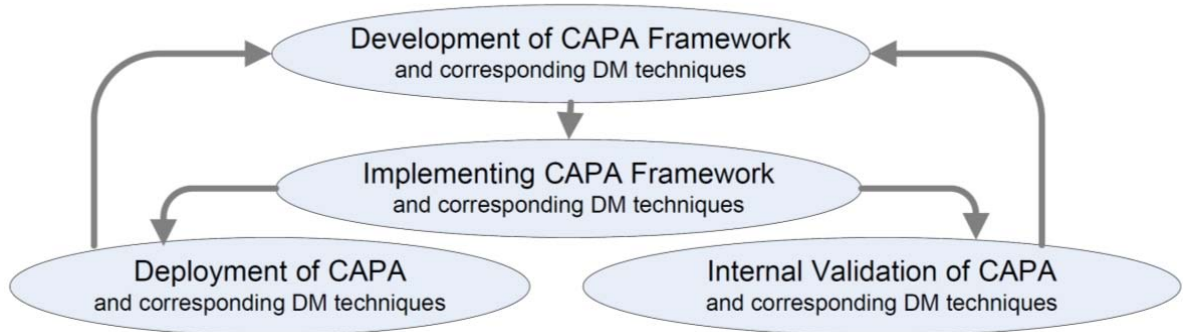 Development of CAPA Framework
and corresponding DM techniques
Implementing CAPA Framework
and corresponding DM techniques
Deployment of CAPA
and corresponding DM techniques
Internal Validation of CAPA
and corresponding DM techniques